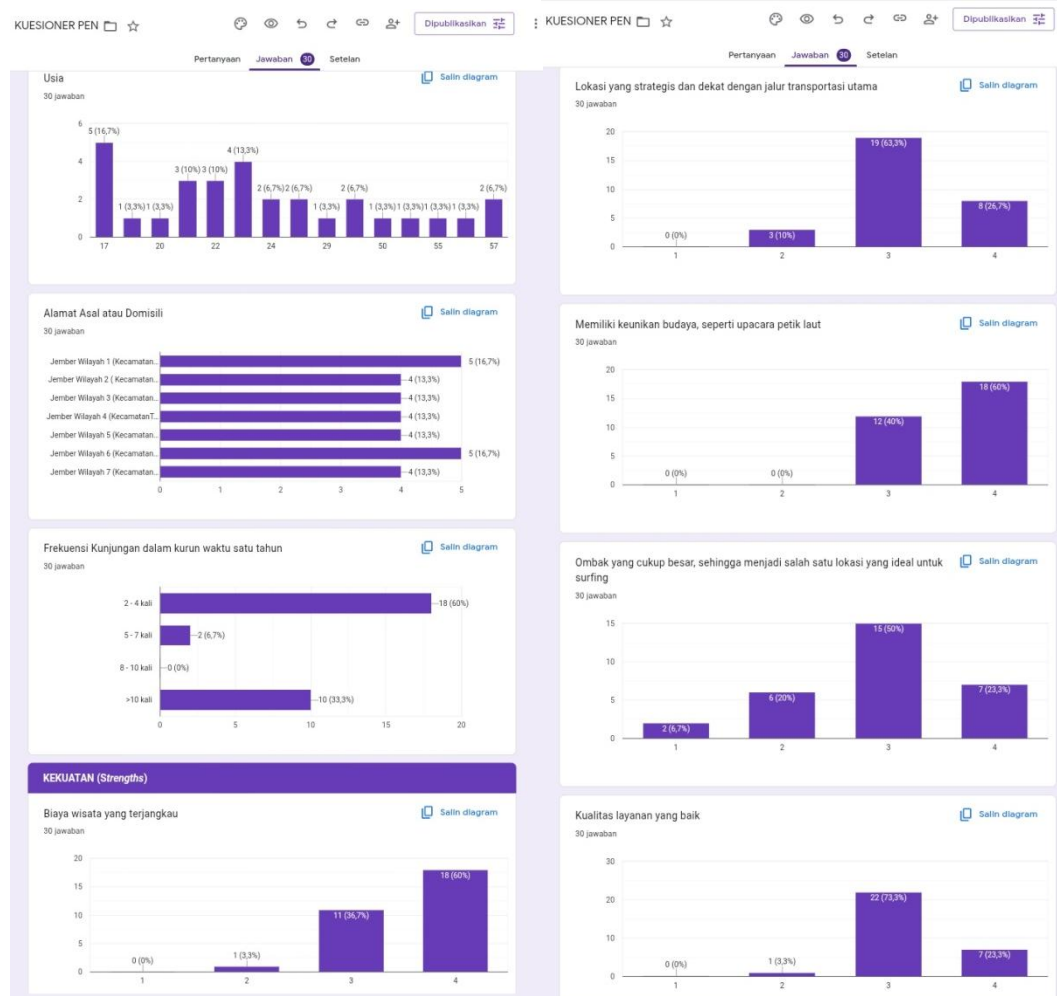 KUESIONER PEN
Dipublikasikan
Pertanyaan Jawaban 30 Setelan
Usia
Salin diagram
30 jawaban
6
4
2
0
5 (16,7%)
1 (3,3%) 1 (3,3%)
3 (10%) 3 (10%)
4 (13,3%)
2 (6,7%) 2 (6,7%)
1 (3,3%)
2 (6,7%)
1 (3,3%) 1 (3,3%) 1 (3,3%) 1 (3,3%)
2 (6,7%)
17 20 22 24 29 50 55 57
Alamat Asal atau Domisili
Salin diagram
30 jawaban
Jember Wilayah 1 (Kecamatan... 5 (16,7%)
Jember Wilayah 2 ( Kecamatan... 4 (13,3%)
Jember Wilayah 3 (Kecamatan... 4 (13,3%)
Jember Wilayah 4 (KecamatanT... 4 (13,3%)
Jember Wilayah 5 (Kecamatan... 4 (13,3%)
Jember Wilayah 6 (Kecamatan... 5 (16,7%)
Jember Wilayah 7 (Kecamatan... 4 (13,3%)
0 1 2 3 4 5
Frekuensi Kunjungan dalam kurun waktu satu tahun
Salin diagram
30 jawaban
2 - 4 kali 18 (60%)
5 - 7 kali 2 (6,7%)
8 - 10 kali 0 (0%)
>10 kali 10 (33,3%)
0 5 10 15 20
KEKUATAN (Strengths)
Biaya wisata yang terjangkau
Salin diagram
30 jawaban
20
15
10
5
0
0 (0%)
1 (3,3%)
11 (36,7%)
18 (60%)
1 2 3 4
KUESIONER PEN
Dipublikasikan
Pertanyaan Jawaban 30 Setelan
Lokasi yang strategis dan dekat dengan jalur transportasi utama
Salin diagram
30 jawaban
20
15
10
5
0
0 (0%)
3 (10%)
19 (63,3%)
8 (26,7%)
1 2 3 4
Memiliki keunikan budaya, seperti upacara petik laut
Salin diagram
30 jawaban
20
15
10
5
0
0 (0%)
0 (0%)
12 (40%)
18 (60%)
1 2 3 4
Ombak yang cukup besar, sehingga menjadi salah satu lokasi yang ideal untuk
surfing
Salin diagram
30 jawaban
15
10
5
0
2 (6,7%)
6 (20%)
15 (50%)
7 (23,3%)
1 2 3 4
Kualitas layanan yang baik
Salin diagram
30 jawaban
30
20
10
0
0 (0%)
1 (3,3%)
22 (73,3%)
7 (23,3%)
1 2 3 4